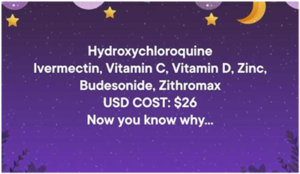 Hydroxychloroquine
Ivermectin, Vitamin C, Vitamin D, Zinc,
Budesonide, Zithromax
USD COST: $26
Now you know why...